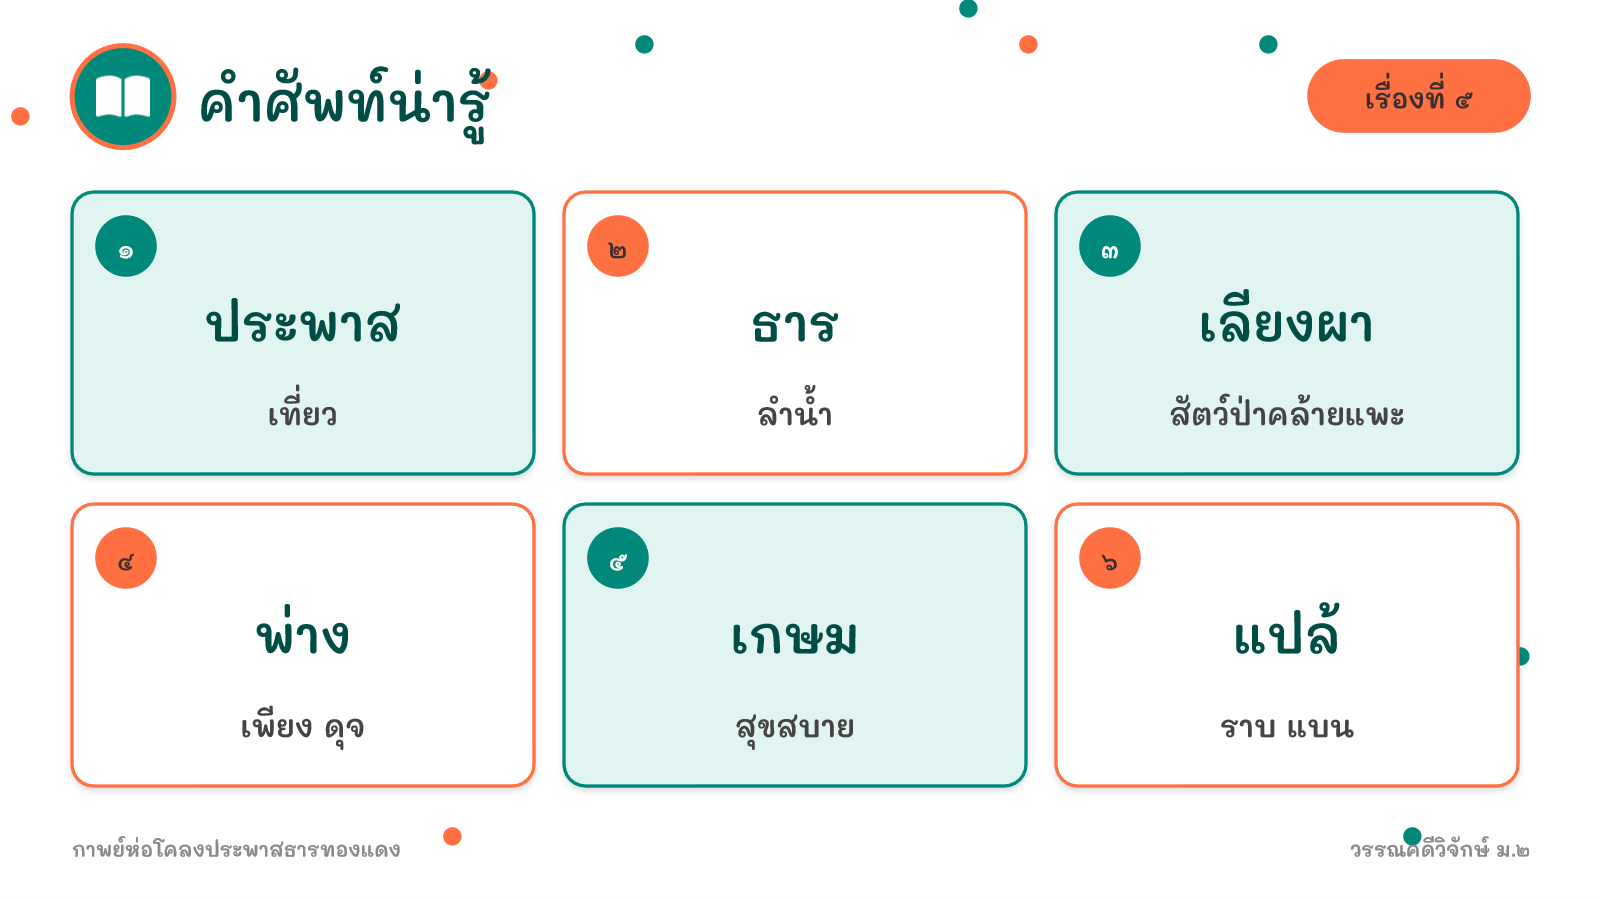 คำศัพท์น่ารู้
เรื่องที่ ๕
๑
ประพาส
เที่ยว
๒
ธาร
ลำน้ำ
๓
เลียงผา
สัตว์ป่าคล้ายแพะ
๔
พ่าง
เพียง ดุจ
๕
เกษม
สุขสบาย
๖
แปล้
ราบ แบน
กาพย์ห่อโคลงประพาสธารทองแดง
วรรณคดีวิจักษ์ ม.๒